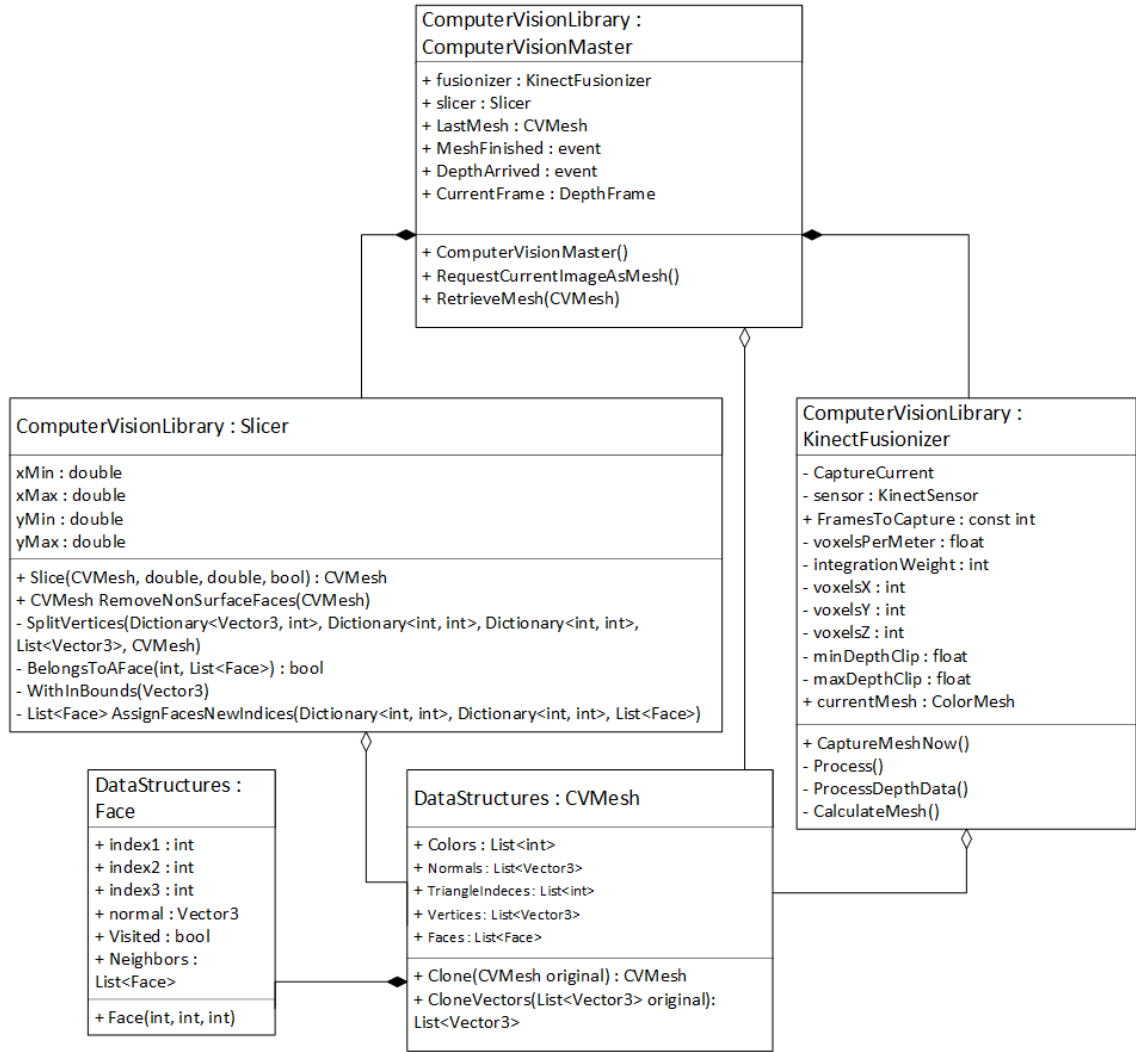 ComputerVisionLibrary :
ComputerVisionMaster
+ fusionizer : KinectFusionizer
+ slicer : Slicer
+ LastMesh : CVMesh
+ MeshFinished : event
+ DepthArrived : event
+ CurrentFrame : DepthFrame
+ ComputerVisionMaster()
+ RequestCurrentImageAsMesh()
+ RetrieveMesh(CVMesh)
ComputerVisionLibrary : Slicer
xMin : double
xMax : double
yMin : double
yMax : double
+ Slice(CVMesh, double, double, bool) : CVMesh
+ CVMesh RemoveNonSurfaceFaces(CVMesh)
- SplitVertices(Dictionary<Vector3, int>, Dictionary<int, int>, Dictionary<int, int>,
List<Vector3>, CVMesh)
- BelongsToAFace(int, List<Face>) : bool
- WithInBounds(Vector3)
- List<Face> AssignFacesNewIndices(Dictionary<int, int>, Dictionary<int, int>, List<Face>)
ComputerVisionLibrary :
KinectFusionizer
- CaptureCurrent
- sensor : KinectSensor
+ FramesToCapture : const int
- voxelsPerMeter : float
- integrationWeight : int
- voxelsX : int
- voxelsY : int
- voxelsZ : int
- minDepthClip : float
- maxDepthClip : float
+ currentMesh : ColorMesh
+ CaptureMeshNow()
- Process()
- ProcessDepthData()
- CalculateMesh()
DataStructures :
Face
+ index1 : int
+ index2 : int
+ index3 : int
+ normal : Vector3
+ Visited : bool
+ Neighbors :
List<Face>
+ Face(int, int, int)
DataStructures : CVMesh
+ Colors : List<int>
+ Normals : List<Vector3>
+ TriangleIndeces : List<int>
+ Vertices : List<Vector3>
+ Faces : List<Face>
+ Clone(CVMesh original) : CVMesh
+ CloneVectors(List<Vector3> original):
List<Vector3>